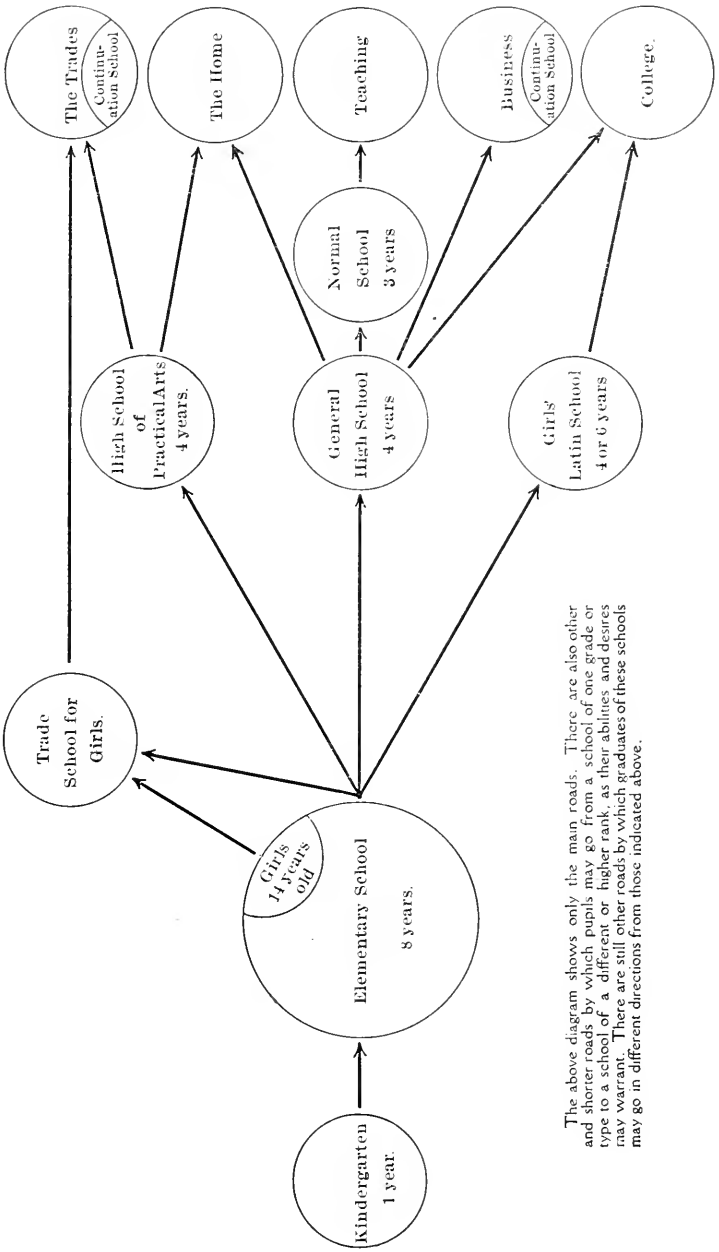 Kindergarten
1 year.
Elementary School
8 years.
Girls
14 years
old
Trade
School for
Girls.
High School
of
Practical Arts
4 years.
General
High School
4 years
Girls'
Latin School
4 or 6 years
Normal
School
3 years
The Trades
Continu-
ation School
The Home
Teaching
Business
Continu-
ation School
College.
The above diagram shows only the main roads. There are also other
and shorter roads by which pupils may go from a school of one grade or
type to a school of a different or higher rank, as their abilities and desires
may warrant. There are still other roads by which graduates of these schools
may go in different directions from those indicated above.